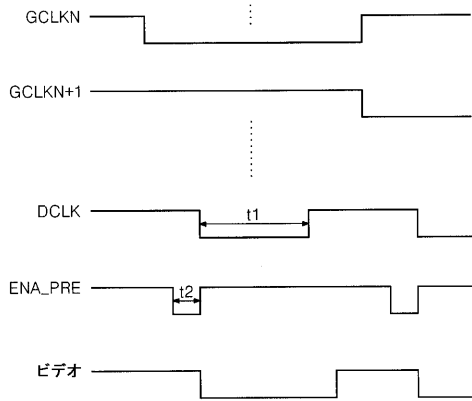 GCLKN
GCLKN+1
DCLK
t1
ENA_PRE
t2
ビデオ